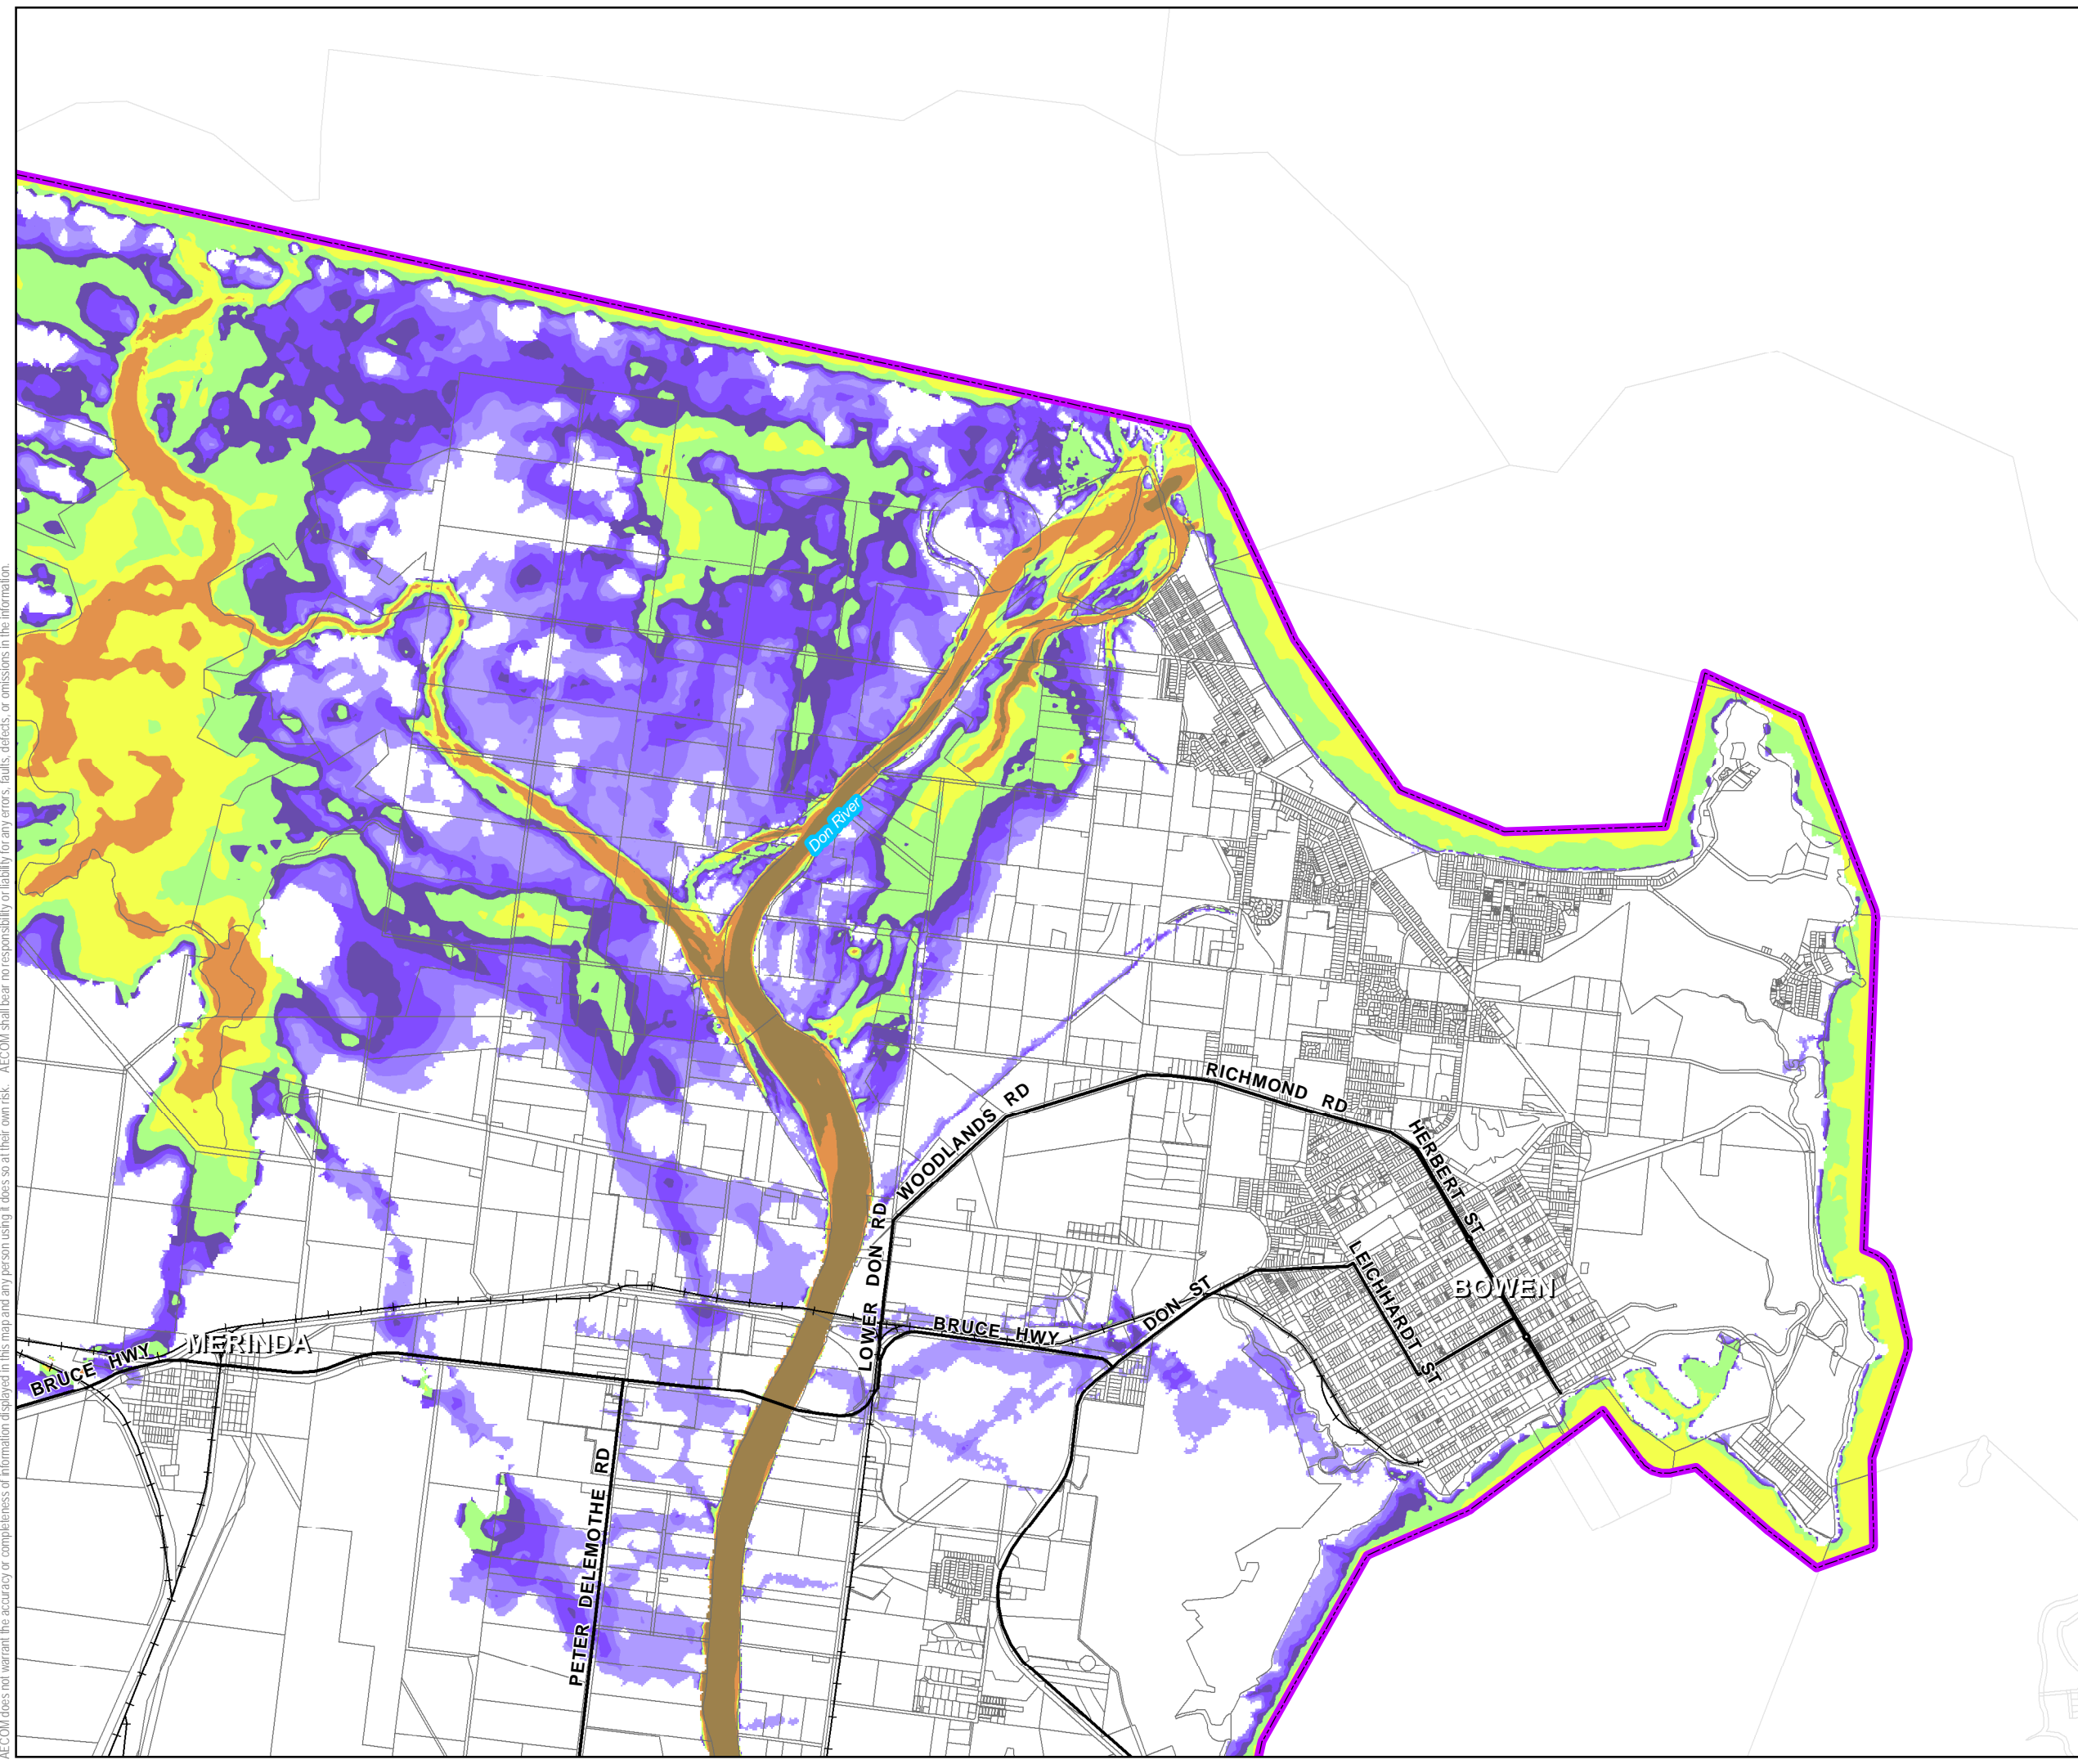 AECOM does not warrant the accuracy or completeness of information displayed in this map and any person using it does so at their own risk. AECOM shall bear no responsibility or liability for any errors, faults, defects, or omissions in the information.
Don River
RICHMOND RD
WOODLANDS RD
HERBERT ST
LOWER DON RD
LEICHHARDT ST
BOWEN
DON ST
BRUCE HWY
MERINDA
BRUCE HWY
PETER DELEMOTHE RD